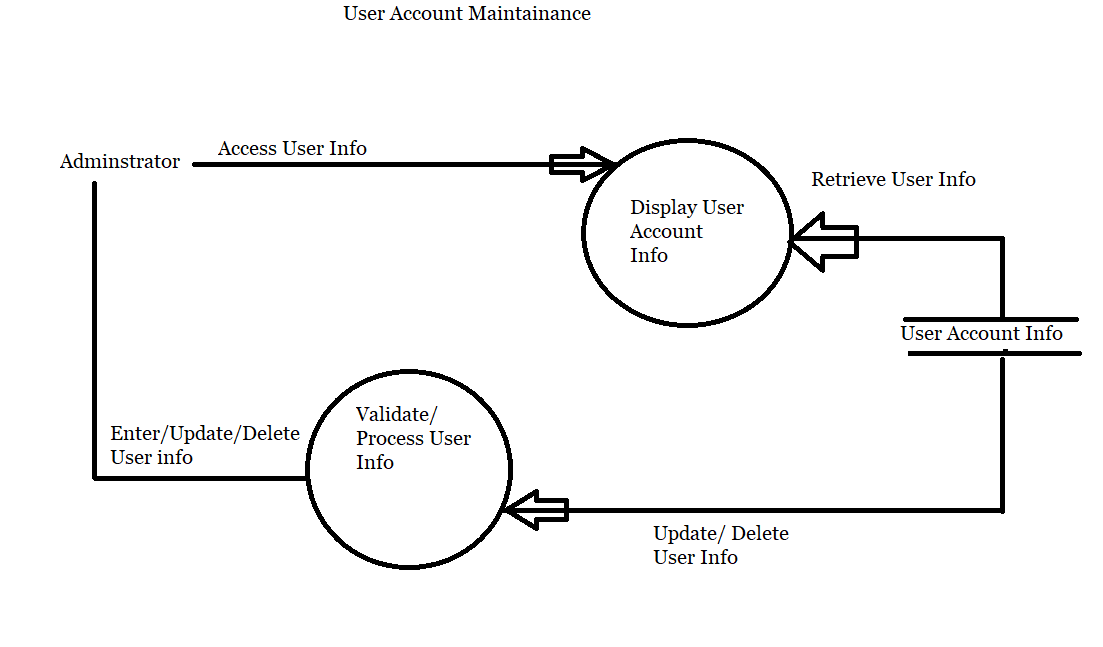 User Account Maintainance
Adminstrator
Access User Info
Display User
Account
Info
Retrieve User Info
User Account Info
Validate/
Process User
Info
Enter/Update/Delete
User info
Update/ Delete
User Info